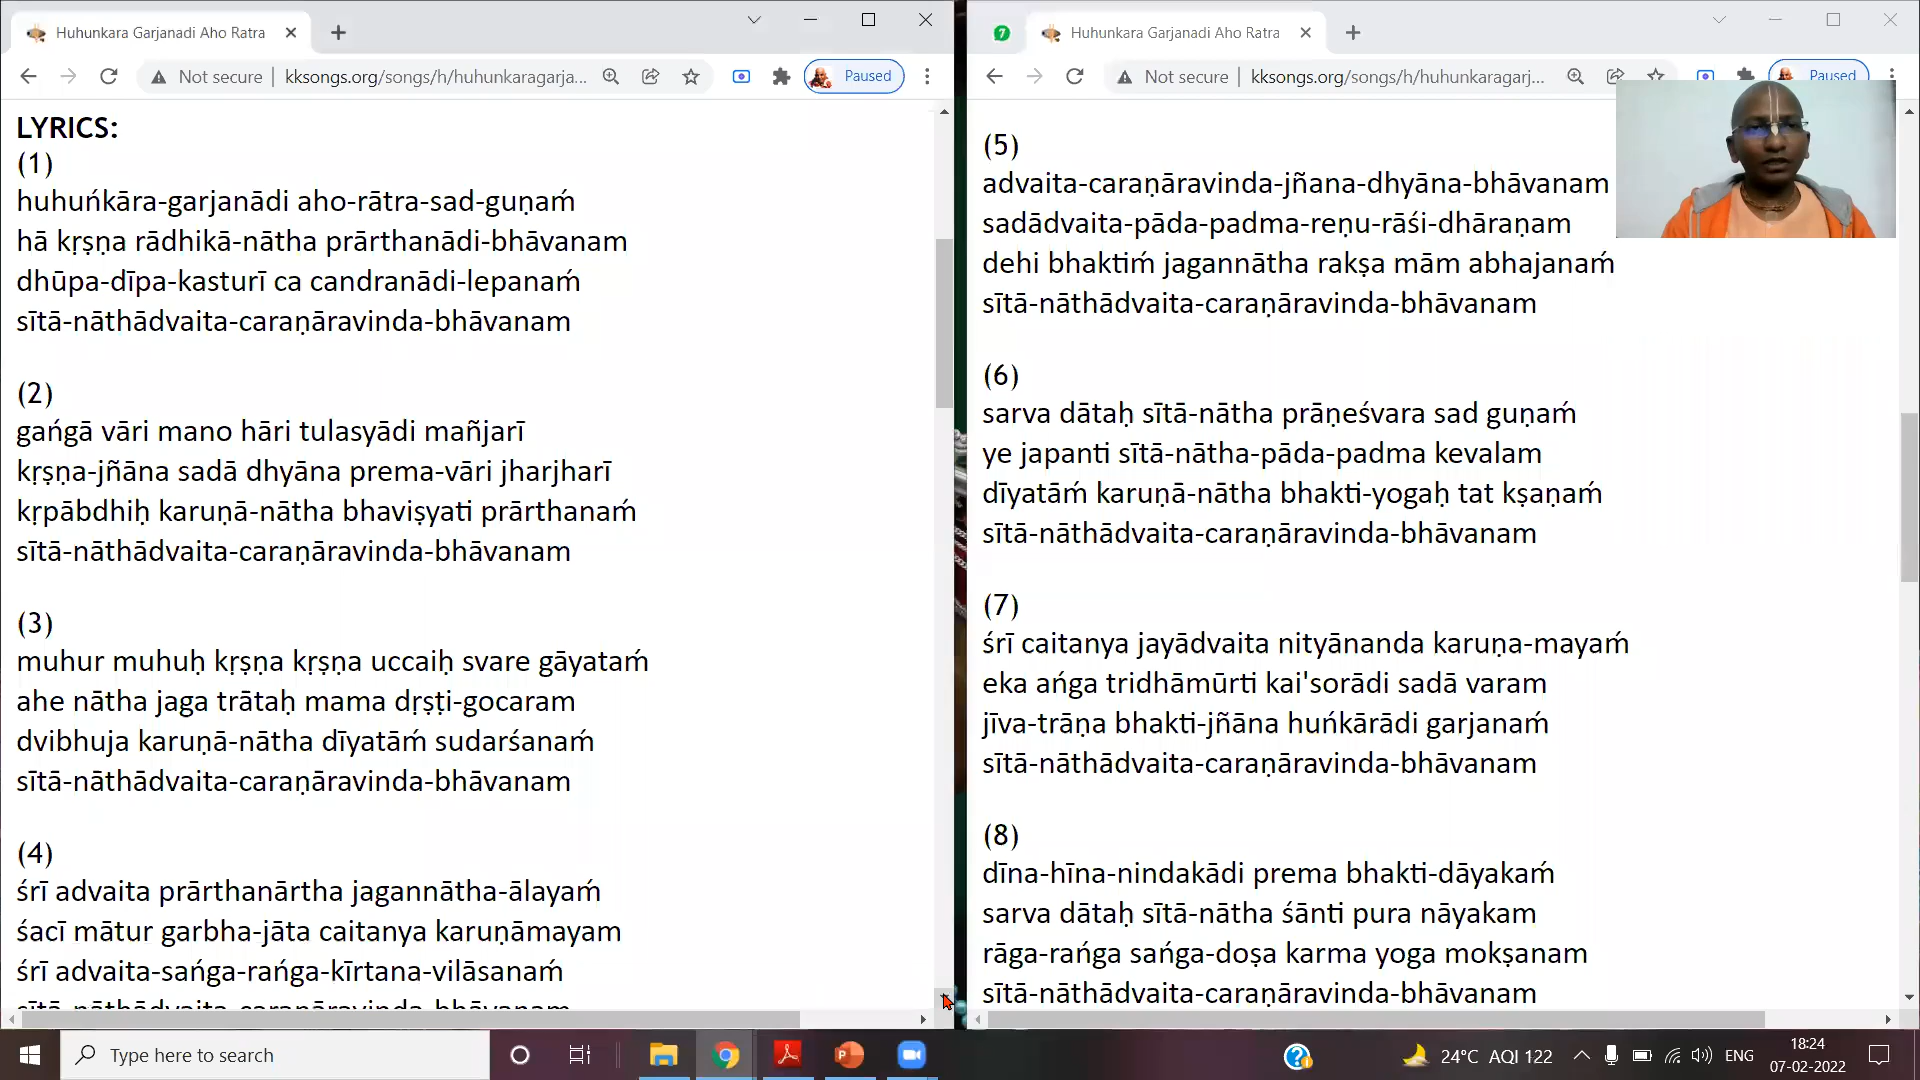 Huhunkara Garjanadi Aho Ratra
Not secure
kksongs.org/songs/h/huhunkaragarja...
Paused
LYRICS:
(1)
huhuńkāra-garjanādi aho-rātra-sad-guṇaḿ
hā kṛṣṇa rādhikā-nātha prārthanādi-bhāvanam
dhūpa-dīpa-kasturī ca candranādi-lepanaḿ
sītā-nāthādvaita-caraṇāravinda-bhāvanam
(2)
gańgā vāri mano hāri tulasyādi mañjarī
kṛṣṇa-jñāna sadā dhyāna prema-vāri jharjharī
kṛpābdhiḥ karuṇā-nātha bhaviṣyati prārthanaḿ
sītā-nāthādvaita-caraṇāravinda-bhāvanam
(3)
muhur muhuḥ kṛṣṇa kṛṣṇa uccaiḥ svare gāyataḿ
ahe nātha jaga trātaḥ mama dṛṣṭi-gocaram
dvibhuja karuṇā-nātha dīyatāḿ sudarśanaḿ
sītā-nāthādvaita-caraṇāravinda-bhāvanam
(4)
śrī advaita prārthanārtha jagannātha-ālayaḿ
śacī mātur garbha-jāta caitanya karuṇāmayam
śrī advaita-sańga-rańga-kīrtana-vilāsanaḿ
sītā-nāthādvaita-caraṇāravinda-bhāvanam
7
Huhunkara Garjanadi Aho Ratra
Not secure
kksongs.org/songs/h/huhunkaragarj...
Paused
(5)
advaita-caraṇāravinda-jñana-dhyāna-bhāvanam
sadādvaita-pāda-padma-reṇu-rāśi-dhāraṇam
dehi bhaktiḿ jagannātha rakṣa mām abhajanaḿ
sītā-nāthādvaita-caraṇāravinda-bhāvanam
(6)
sarva dātaḥ sītā-nātha prāṇeśvara sad guṇaḿ
ye japanti sītā-nātha-pāda-padma kevalam
dīyatāḿ karuṇā-nātha bhakti-yogaḥ tat kṣaṇaḿ
sītā-nāthādvaita-caraṇāravinda-bhāvanam
(7)
śrī caitanya jayādvaita nityānanda karuṇa-mayaḿ
eka ańga tridhāmūrti kai'sorādi sadā varam
jīva-trāṇa bhakti-jñāna huńkārādi garjanaḿ
sītā-nāthādvaita-caraṇāravinda-bhāvanam
(8)
dīna-hīna-nindakādi prema bhakti-dāyakaḿ
sarva dātaḥ sītā-nātha śānti pura nāyakam
rāga-rańga sańga-doṣa karma yoga mokṣanam
sītā-nāthādvaita-caraṇāravinda-bhāvanam
Type here to search
24°C AQI 122
ENG
18:24
07-02-2022